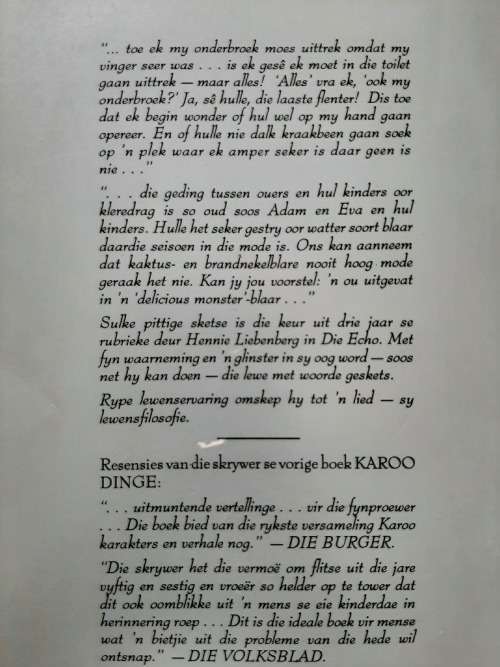 "... toe ek my onderbroek moes uittrek omdat my
vinger seer was . . . is ek gesê ek moet in die toilet
gaan uittrek — maar alles! 'Alles' vra ek, 'ook my
onderbroek?' Ja, sê hulle, die laaste flenter! Dis toe
dat ek begin wonder of hul wel op my hand gaan
opereer. En of hulle nie dalk kraakbeen gaan soek
op 'n plek waar ek amper seker is daar geen is
nie . . ."
". . . die geding tussen ouers en hul kinders oor
kleredrag is so oud soos Adam en Eva en hul
kinders. Hulle het seker gestry oor watter soort blaar
daardie seisoen in die mode is. Ons kan aanneem
dat kaktus- en brandnekelblare nooit hoog mode
geraak het nie. Kan jy jou voorstel: 'n ou uitgevat
in 'n 'delicious monster'-blaar . . ."
Sulke pittige sketse is die keur uit drie jaar se
rubrieke deur Hennie Liebenberg in Die Echo. Met
fyn waarneming en 'n glinster in sy oog word — soos
net hy kan doen — die lewe met woorde geskets.
Rype lewenservaring omskep hy tot 'n lied — sy
lewensfilosofie.
Resensies van die skrywer se vorige boek KAROO
DINGE:
". . . uitmuntende vertellinge . . . vir die fynproewer
. . . Die boek bied van die rykste versameling Karoo
karakters en verhale nog." — DIE BURGER.
"Die skrywer het die vermoë om flitse uit die jare
vyftig en sestig en vroeër so helder op te tower dat
dit ook oomblikke uit 'n mens se eie kinderdae in
herinnering roep . . . Dit is die ideale boek vir mense
wat 'n bietjie uit die probleme van die hede wil
ontsnap." — DIE VOLKSBLAD.